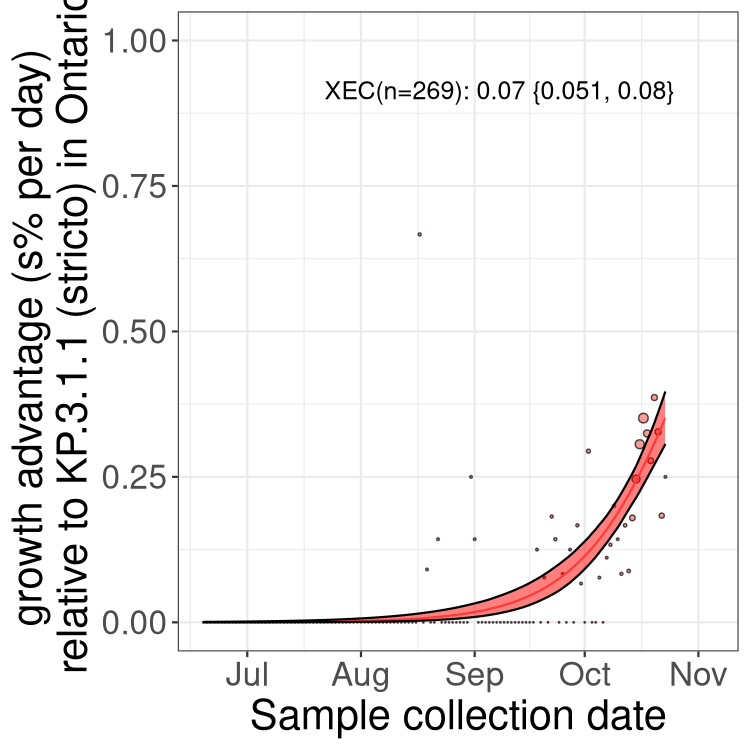 growth advantage (s% per day)
relative to KP.3.1.1 (stricto) in Ontario
1.00
0.75
0.50
0.25
0.00
XEC(n=269): 0.07 {0.051, 0.08}
Jul Aug Sep Oct Nov
Sample collection date